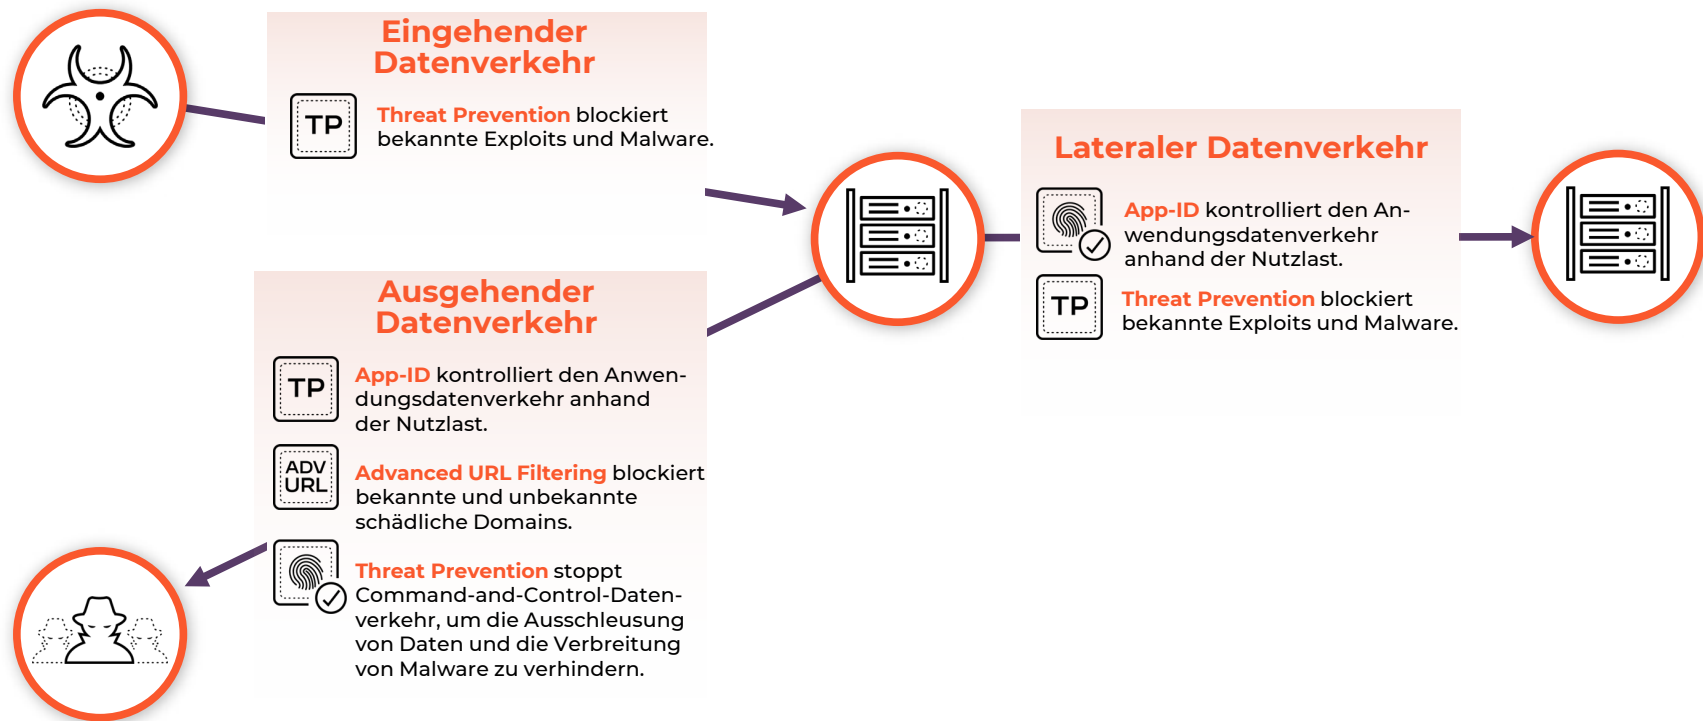 Eingehender
Datenverkehr
TP
Threat Prevention blockiert
bekannte Exploits und Malware.
Ausgehender
Datenverkehr
TP
App-ID kontrolliert den Anwen-
dungsdatenverkehr anhand
der Nutzlast.
ADV
URL
Advanced URL Filtering blockiert
bekannte und unbekannte
schädliche Domains.
Threat Prevention stoppt
Command-and-Control-Daten-
verkehr, um die Ausschleusung
von Daten und die Verbreitung
von Malware zu verhindern.
Lateraler Datenverkehr
App-ID kontrolliert den An-
wendungsdatenverkehr
anhand der Nutzlast.
TP
Threat Prevention blockiert
bekannte Exploits und Malware.